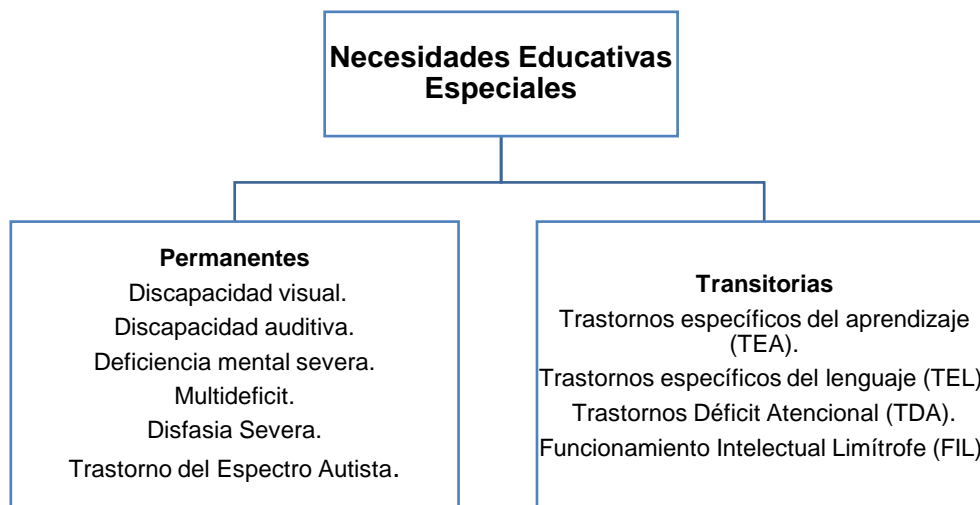 Necesidades Educativas
Especiales
Permanentes
Discapacidad visual.
Discapacidad auditiva.
Deficiencia mental severa.
Multideficit.
Disfasia Severa.
Trastorno del Espectro Autista.
Transitorias
Trastornos específicos del aprendizaje
(TEA).
Trastornos específicos del lenguaje (TEL)
Trastornos Déficit Atencional (TDA).
Funcionamiento Intelectual Limítrofe (FIL)